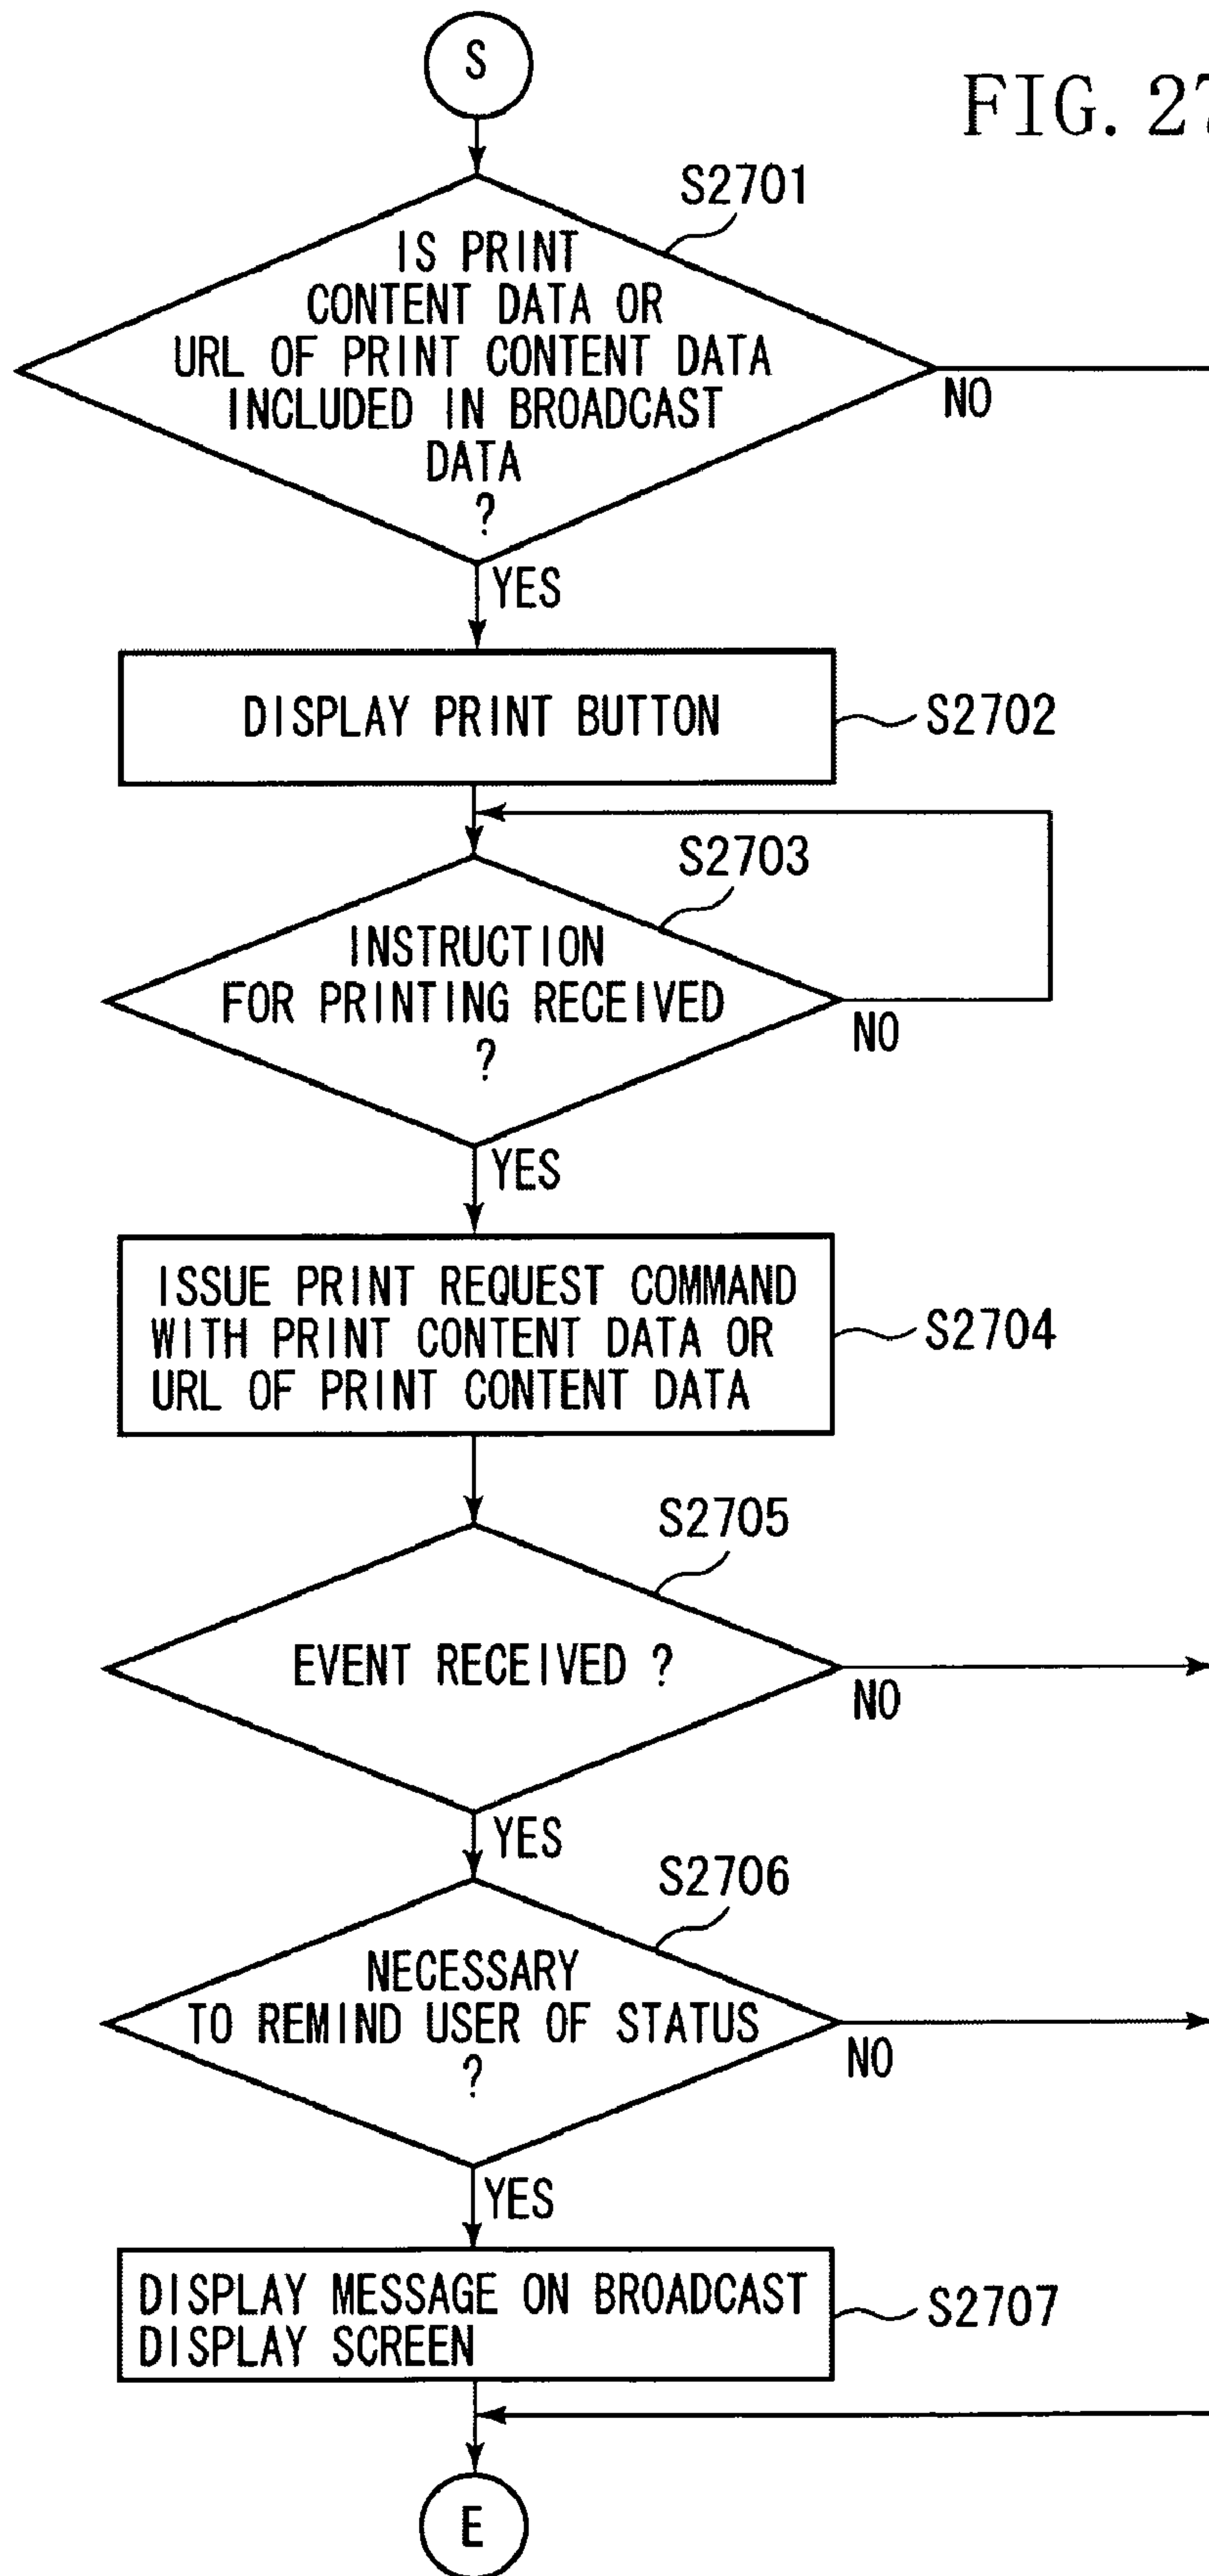 S
FIG. 27
S2701
IS PRINT
CONTENT DATA OR
URL OF PRINT CONTENT DATA
INCLUDED IN BROADCAST
DATA
?
NO
YES
DISPLAY PRINT BUTTON
S2702
S2703
INSTRUCTION
FOR PRINTING RECEIVED
?
NO
YES
ISSUE PRINT REQUEST COMMAND
WITH PRINT CONTENT DATA OR
URL OF PRINT CONTENT DATA
S2704
S2705
EVENT RECEIVED ?
NO
YES
S2706
NECESSARY
TO REMIND USER OF STATUS
?
NO
YES
DISPLAY MESSAGE ON BROADCAST
DISPLAY SCREEN
S2707
E